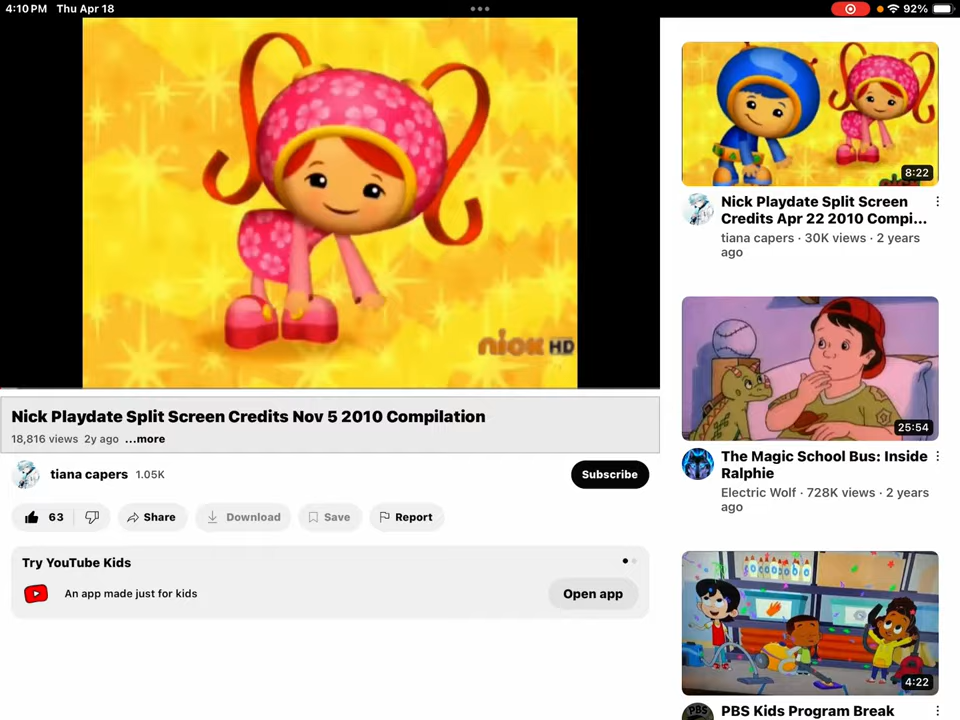 4:10 PM Thu Apr 18
92%
nick HD
Nick Playdate Split Screen Credits Nov 5 2010 Compilation
18,816 views 2y ago ...more
tiana capers 1.05K
Subscribe
63
Share
Download
Save
Report
Try YouTube Kids
An app made just for kids
Open app
8:22
Nick Playdate Split Screen
Credits Apr 22 2010 Compi...
tiana capers · 30K views · 2 years
ago
25:54
The Magic School Bus: Inside
Ralphie
Electric Wolf · 728K views · 2 years
ago
4:22
PBS
PBS Kids Program Break